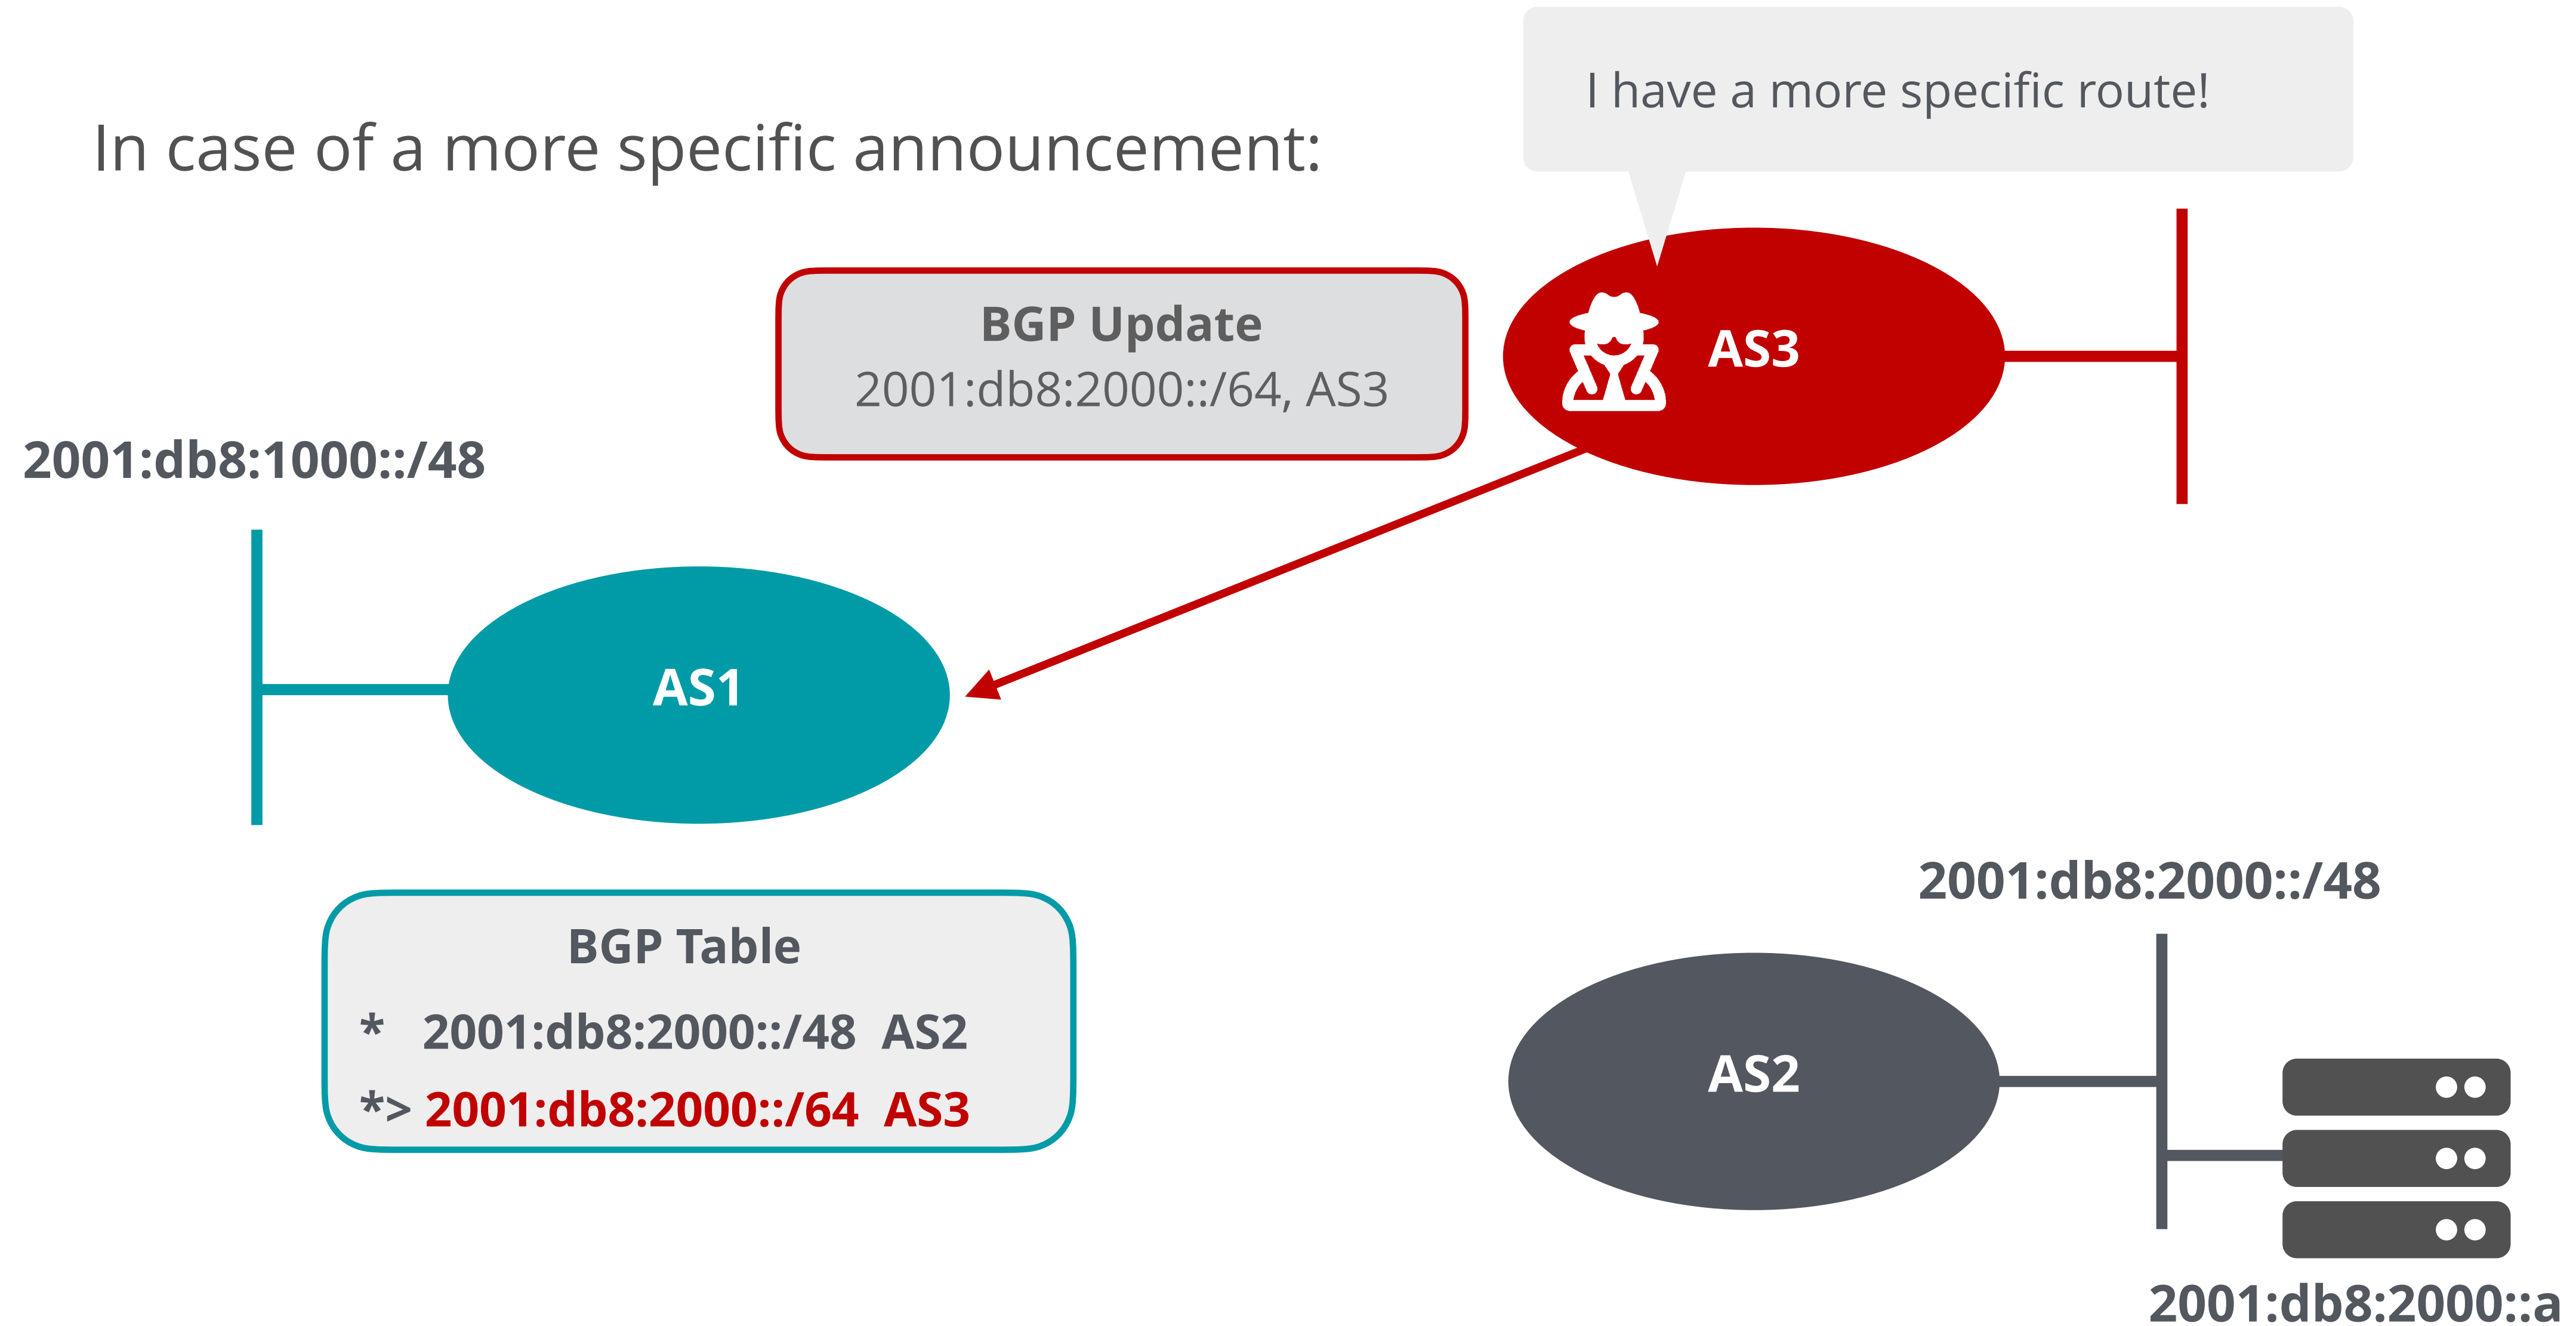 I have a more specific route!
In case of a more specific announcement:
BGP Update
2001:db8:2000::/64, AS3
AS3
2001:db8:1000::/48
AS1
2001:db8:2000::/48
BGP Table
* 2001:db8:2000::/48 AS2
*> 2001:db8:2000::/64 AS3
AS2
2001:db8:2000::a